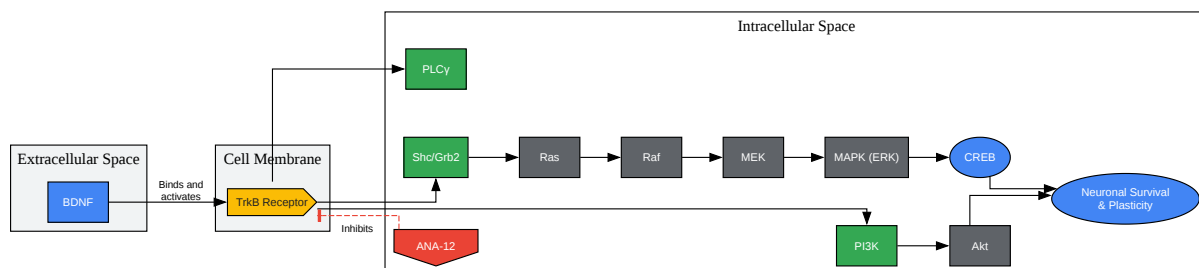 Intracellular Space
PLCγ
Extracellular Space
Cell Membrane
Shc/Grb2
Ras
Raf
MEK
MAPK (ERK)
CREB
BDNF
Binds and
activates
TrkB Receptor
Neuronal Survival
& Plasticity
Inhibits
ANA-12
PI3K
Akt